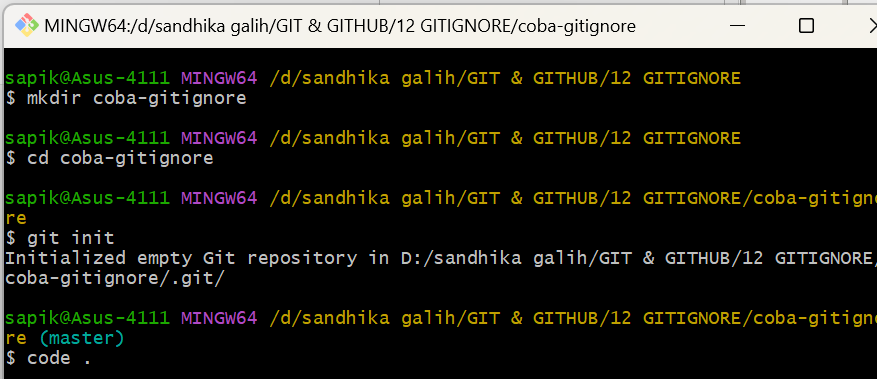 MINGW64:/d/sandhika galih/GIT & GITHUB/12 GITIGNORE/coba-gitignore
sapik@Asus-4111 MINGW64 /d/sandhika galih/GIT & GITHUB/12 GITIGNORE
$ mkdir coba-gitignore
sapik@Asus-4111 MINGW64 /d/sandhika galih/GIT & GITHUB/12 GITIGNORE
$ cd coba-gitignore
sapik@Asus-4111 MINGW64 /d/sandhika galih/GIT & GITHUB/12 GITIGNORE/coba-gitigno
re
$ git init
Initialized empty Git repository in D:/sandhika galih/GIT & GITHUB/12 GITIGNORE/
coba-gitignore/.git/
sapik@Asus-4111 MINGW64 /d/sandhika galih/GIT & GITHUB/12 GITIGNORE/coba-gitigno
re (master)
$ code .